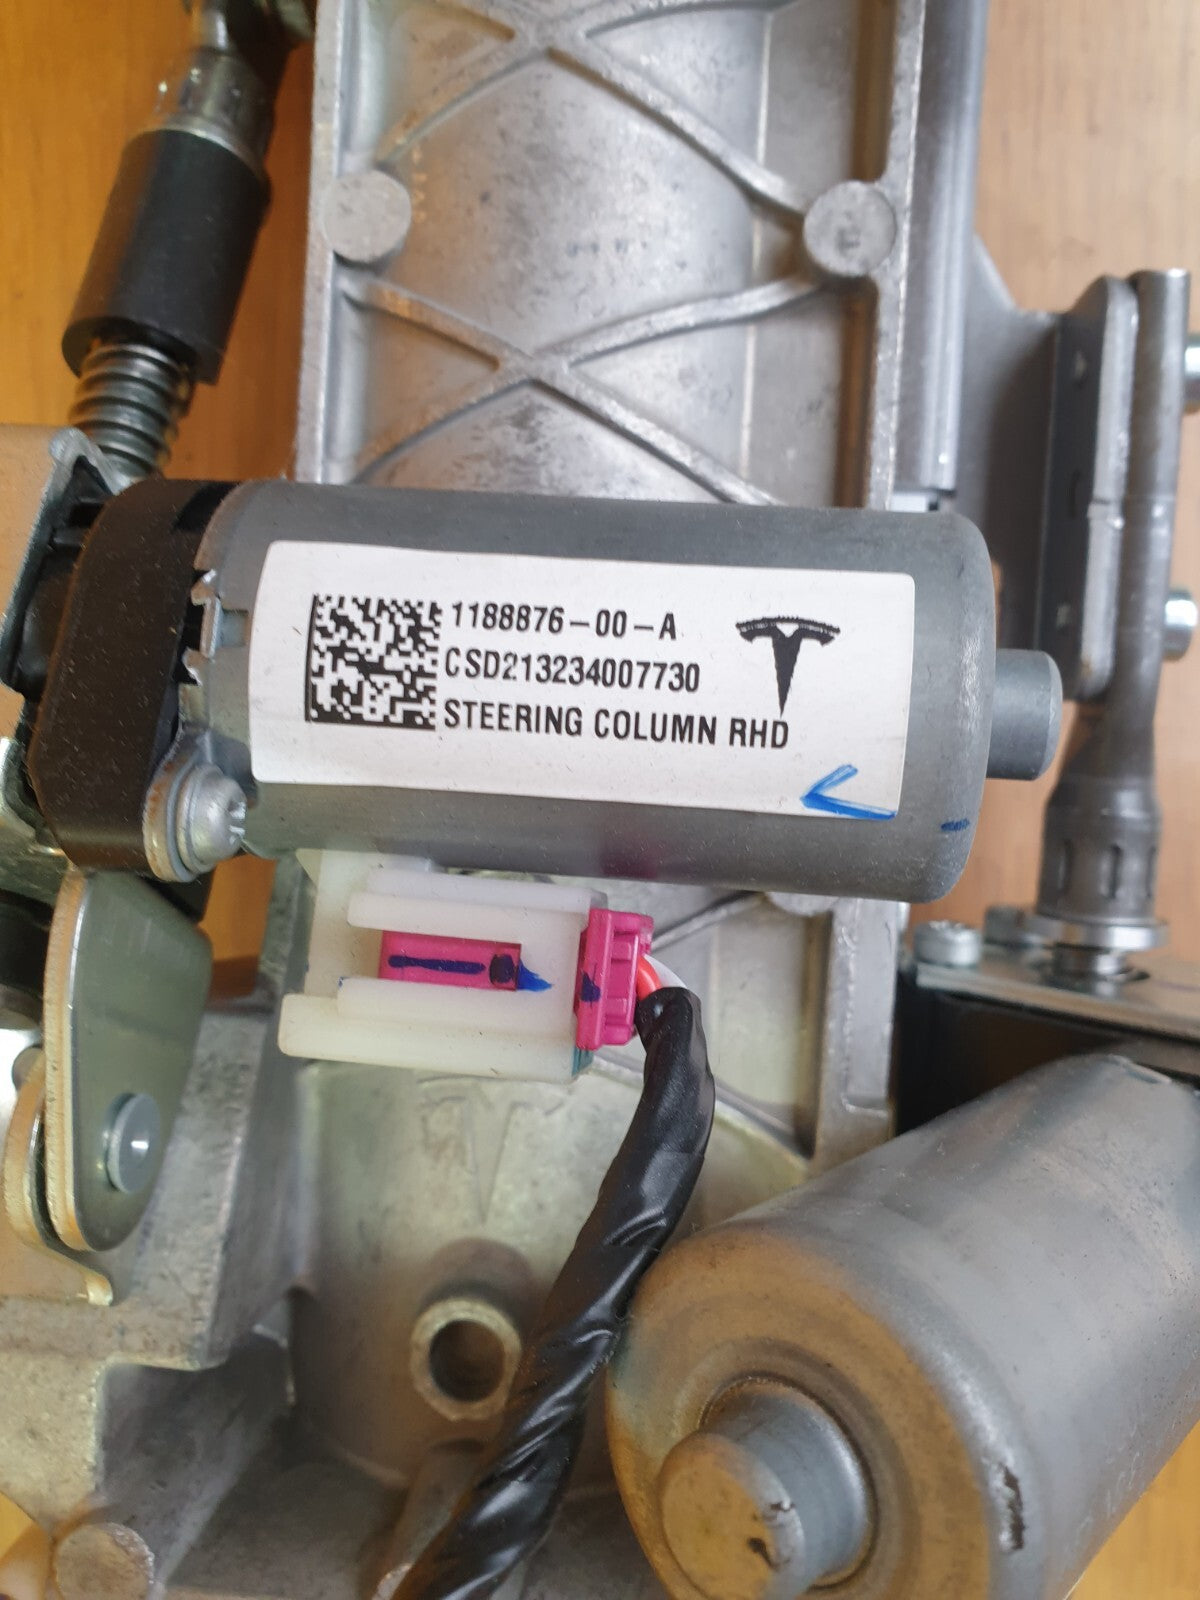 1188876-00-A
CSD213234007730
STEERING COLUMN RHD